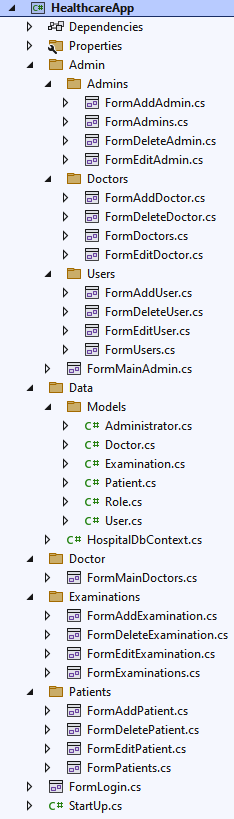 HealthcareApp
Dependencies
Properties
Admin
Admins
FormAddAdmin.cs
FormAdmins.cs
FormDeleteAdmin.cs
FormEditAdmin.cs
Doctors
FormAddDoctor.cs
FormDeleteDoctor.cs
FormDoctors.cs
FormEditDoctor.cs
Users
FormAddUser.cs
FormDeleteUser.cs
FormEditUser.cs
FormUsers.cs
FormMainAdmin.cs
Data
Models
C# Administrator.cs
C# Doctor.cs
C# Examination.cs
C# Patient.cs
C# Role.cs
C# User.cs
C# HospitalDbContext.cs
Doctor
FormMainDoctors.cs
Examinations
FormAddExamination.cs
FormDeleteExamination.cs
FormEditExamination.cs
FormExaminations.cs
Patients
FormAddPatient.cs
FormDeletePatient.cs
FormEditPatient.cs
FormPatients.cs
FormLogin.cs
C# StartUp.cs